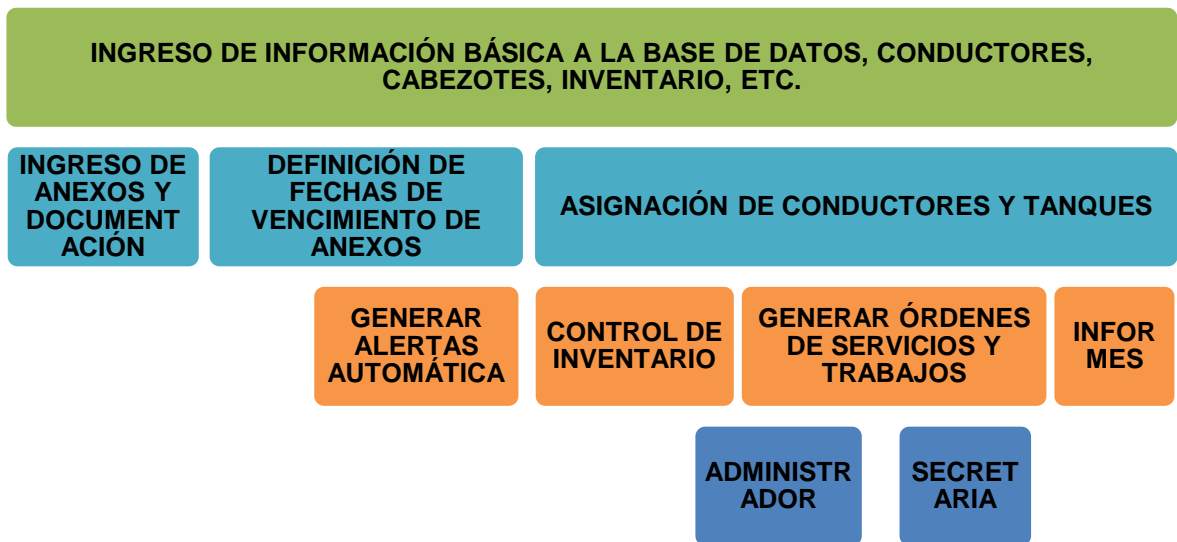 INGRESO DE INFORMACIÓN BÁSICA A LA BASE DE DATOS, CONDUCTORES,
CABEZOTES, INVENTARIO, ETC.
INGRESO DE
ANEXOS Y
DOCUMENT
ACIÓN
DEFINICIÓN DE
FECHAS DE
VENCIMIENTO DE
ANEXOS
ASIGNACIÓN DE CONDUCTORES Y TANQUES
GENERAR
ALERTAS
AUTOMÁTICA
CONTROL DE
INVENTARIO
GENERAR ÓRDENES
DE SERVICIOS Y
TRABAJOS
INFOR
MES
ADMINISTR
ADOR
SECRET
ARIA